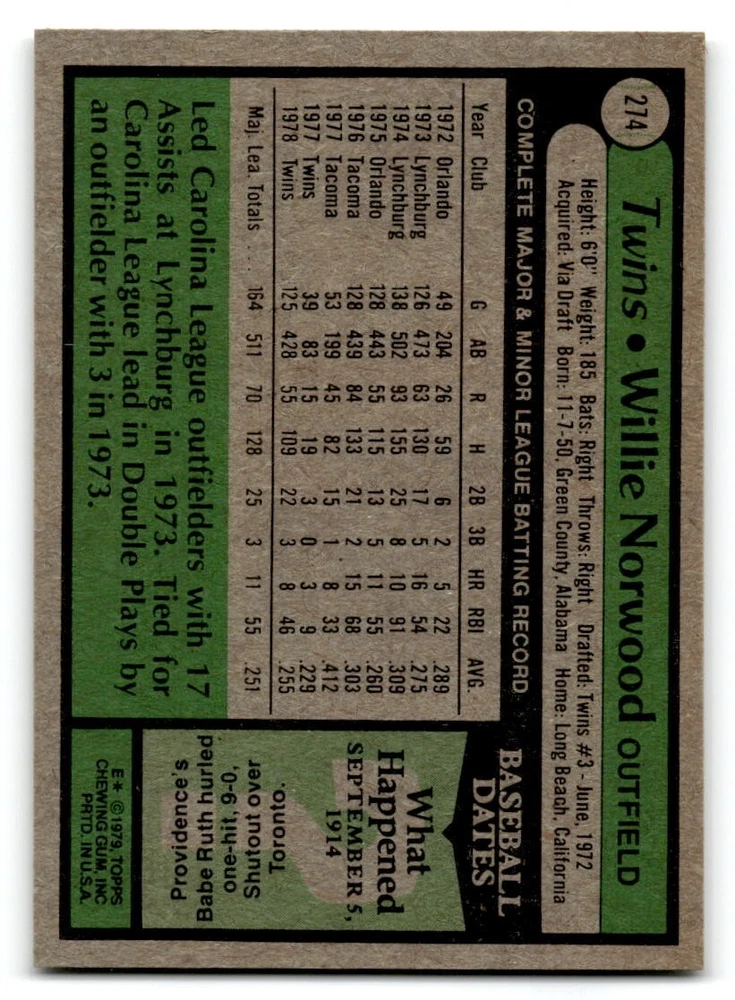 274
Twins • Willie Norwood OUTFIELD
Height: 6'0" Weight: 185 Bats: Right Throws: Right Drafted: Twins #3 - June, 1972
Acquired: Via Draft Born: 11-7-50, Green County, Alabama Home: Long Beach, California
COMPLETE MAJOR & MINOR LEAGUE BATTING RECORD
Year Club G AB R H 2B 3B HR RBI AVG.
1972 Orlando 49 204 26 59 6 2 5 22 .289
1973 Lynchburg 126 473 63 130 17 5 16 54 .275
1974 Lynchburg 138 502 93 155 25 8 10 91 .309
1975 Orlando 128 443 55 115 13 5 11 55 .260
1976 Tacoma 128 439 84 133 21 2 15 68 .303
1977 Tacoma 53 199 45 82 15 1 8 33 .412
1977 Twins 39 83 15 19 3 0 3 9 .229
1978 Twins 125 428 55 109 22 3 8 46 .255
Maj. Lea. Totals . . . 164 511 70 128 25 3 11 55 .251
Led Carolina League outfielders with 17
Assists at Lynchburg in 1973. Tied for
Carolina League lead in Double Plays by
an outfielder with 3 in 1973.
BASEBALL
DATES
What
Happened
SEPTEMBER 5,
1914
Providence's
Babe Ruth hurled
one-hit, 9-0,
Shutout over
Toronto.
E* © 1979, TOPPS
CHEWING GUM, INC
PRTD. IN U.S.A.